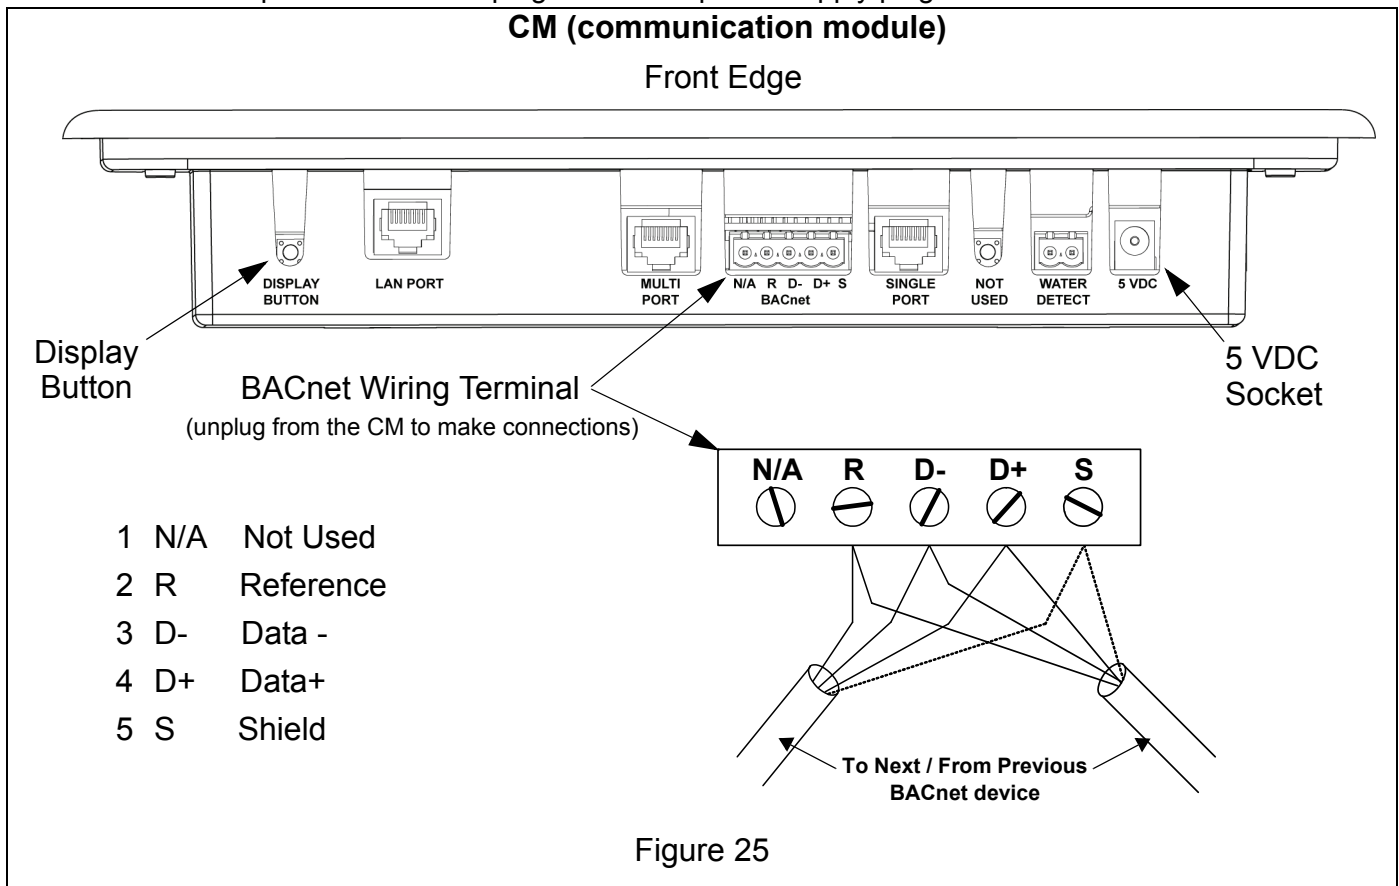 CM (communication module)
Front Edge
DISPLAY
BUTTON
LAN PORT
MULTI
PORT
N/A R D- D+ S
BACnet
SINGLE
PORT
NOT
USED
WATER
DETECT
5 VDC
Display
Button
BACnet Wiring Terminal
(unplug from the CM to make connections)
5 VDC
Socket
N/A R D- D+ S
1 N/A Not Used
2 R Reference
3 D- Data -
4 D+ Data+
5 S Shield
To Next / From Previous
BACnet device
Figure 25